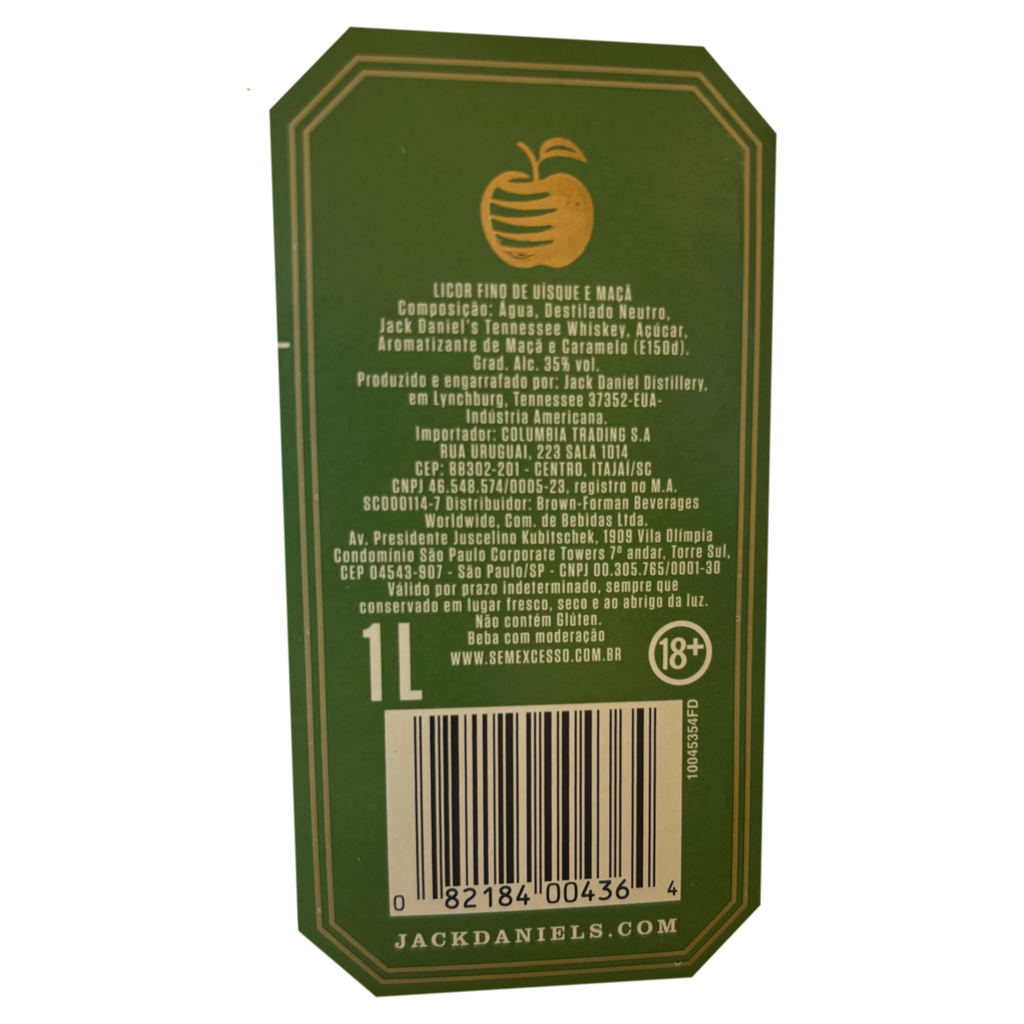 LICOR FINO DE UÍSQUE E MAÇÃ
Composição: Água, Destilado Neutro,
Jack Daniel's Tennessee Whiskey, Açúcar,
Aromatizante de Maçã e Caramelo (E150d).
Grad. Alc. 35% vol.
Produzido e engarrafado por: Jack Daniel Distillery,
em Lynchburg, Tennessee 37352-EUA-
Indústria Americana.
Importador: COLUMBIA TRADING S.A
RUA URUGUAI, 223 SALA 1014
CEP: 88302-201 - CENTRO, ITAJAÍ/SC
CNPJ 46.548.574/0005-23, registro no M.A.
SC000114-7 Distribuidor: Brown-Forman Beverages
Worldwide, Com. de Bebidas Ltda.
Av. Presidente Juscelino Kubitschek, 1909 Vila Olímpia
Condomínio São Paulo Corporate Towers 7º andar, Torre Sul,
CEP 04543-907 - São Paulo/SP - CNPJ 00.305.765/0001-30
Válido por prazo indeterminado, sempre que
conservado em lugar fresco, seco e ao abrigo da luz.
Não contém Glúten.
Beba com moderação
WWW.SEMEXCESSO.COM.BR
1L
18+
10045354FD
0 82184 00436 4
JACKDANIELS.COM